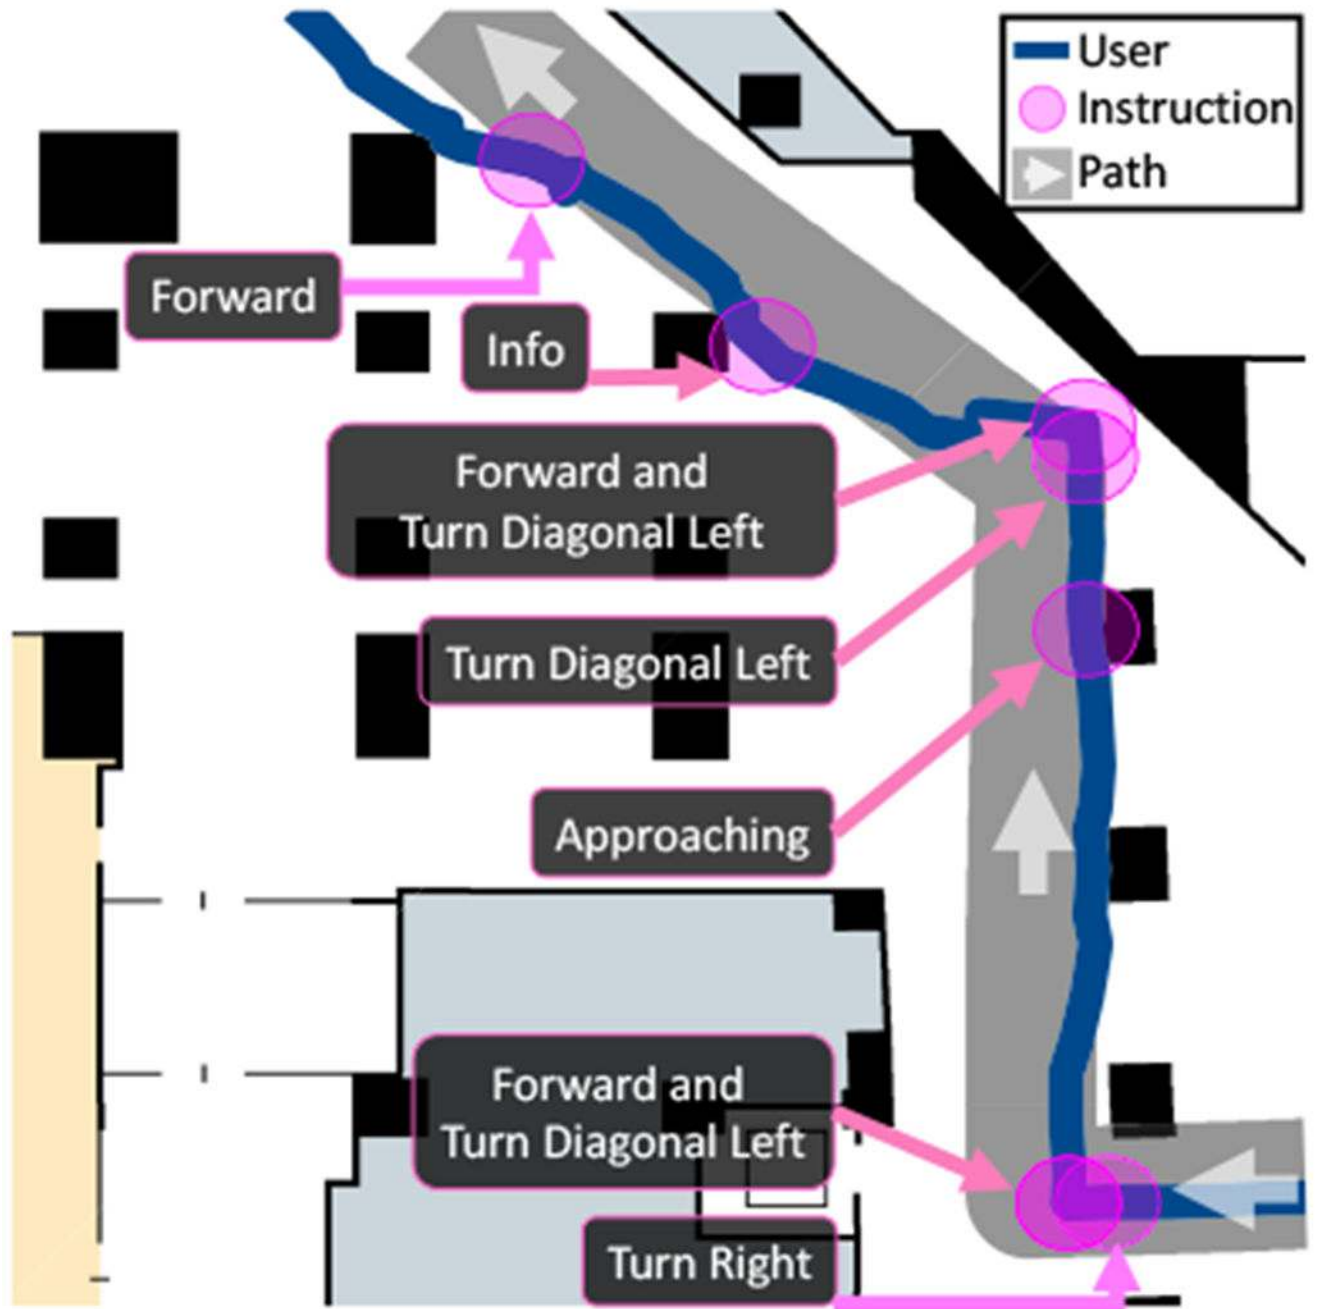 User
Instruction
Path
Forward
Info
Forward and
Turn Diagonal Left
Turn Diagonal Left
Approaching
Forward and
Turn Diagonal Left
Turn Right